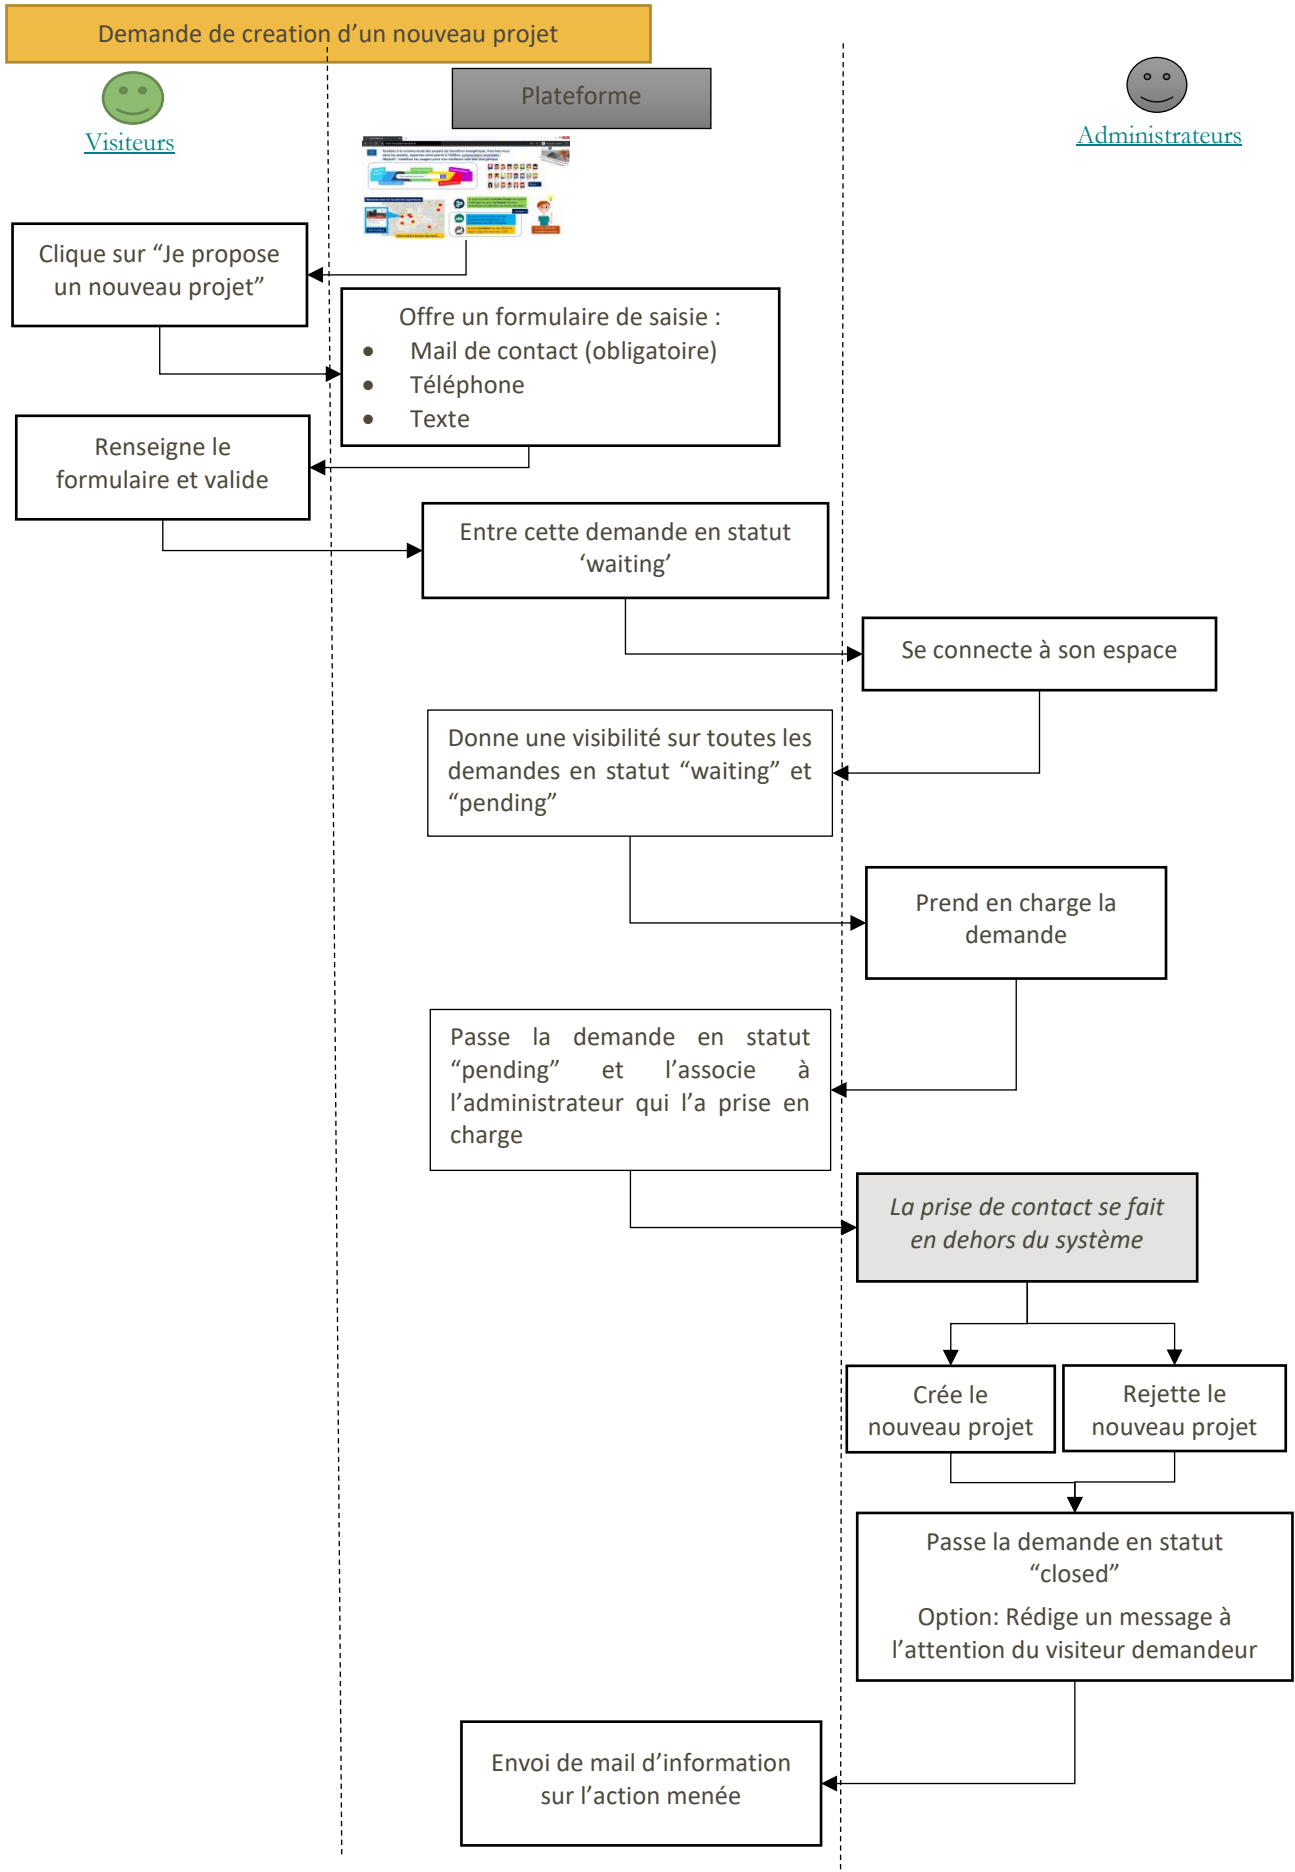 Demande de creation d’un nouveau projet
Plateforme
Visiteurs
Administrateurs
Clique sur “Je propose
un nouveau projet”
Offre un formulaire de saisie :
• Mail de contact (obligatoire)
• Téléphone
• Texte
Renseigne le
formulaire et valide
Entre cette demande en statut
‘waiting’
Se connecte à son espace
Donne une visibilité sur toutes les
demandes en statut “waiting” et
“pending”
Prend en charge la
demande
Passe la demande en statut
“pending” et l’associe à
l’administrateur qui l’a prise en
charge
La prise de contact se fait
en dehors du système
Crée le
nouveau projet
Rejette le
nouveau projet
Passe la demande en statut
“closed”
Option: Rédige un message à
l’attention du visiteur demandeur
Envoi de mail d’information
sur l’action menée